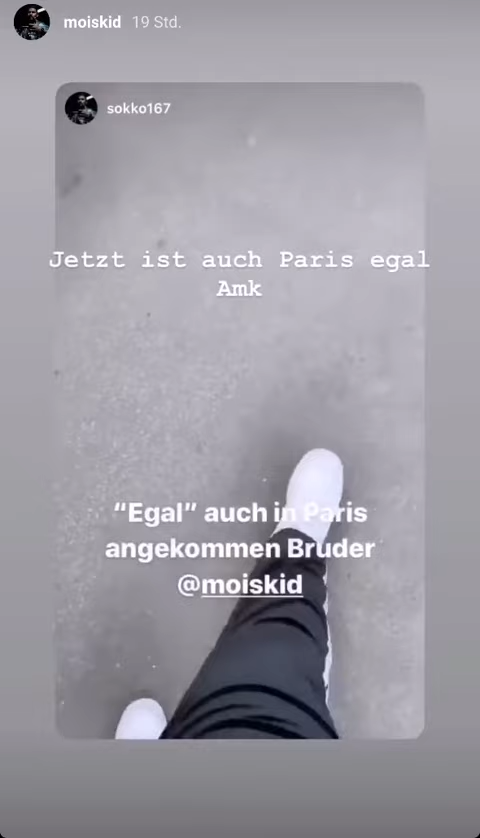 moiskid 19 Std.
sokko167
Jetzt ist auch Paris egal
Amk
“Egal” auch in Paris
angekommen Bruder
@moiskid